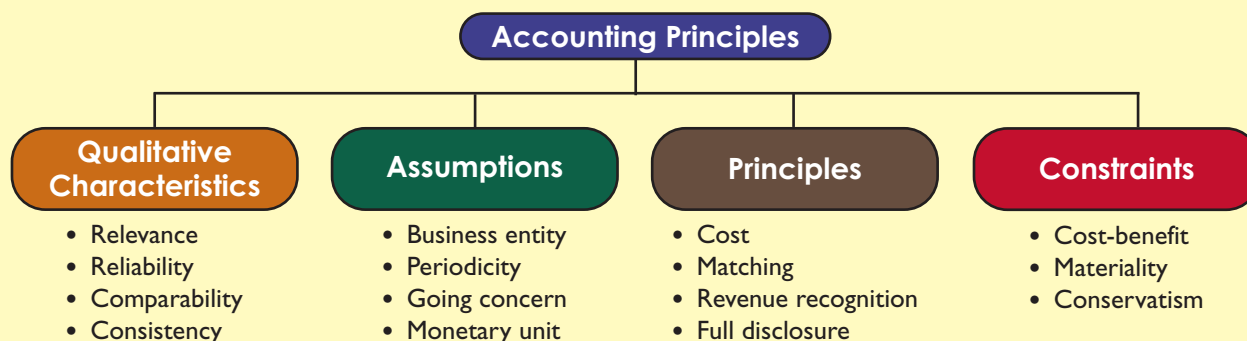 Accounting Principles
Qualitative
Characteristics
• Relevance
• Reliability
• Comparability
• Consistency
Assumptions
• Business entity
• Periodicity
• Going concern
• Monetary unit
Principles
• Cost
• Matching
• Revenue recognition
• Full disclosure
Constraints
• Cost-benefit
• Materiality
• Conservatism